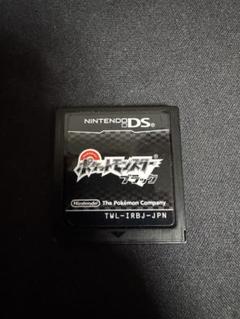 NINTENDO DS
ポケットモンスター
ブラック
Nintendo The Pokémon Company
TWL-IRBJ-JPN